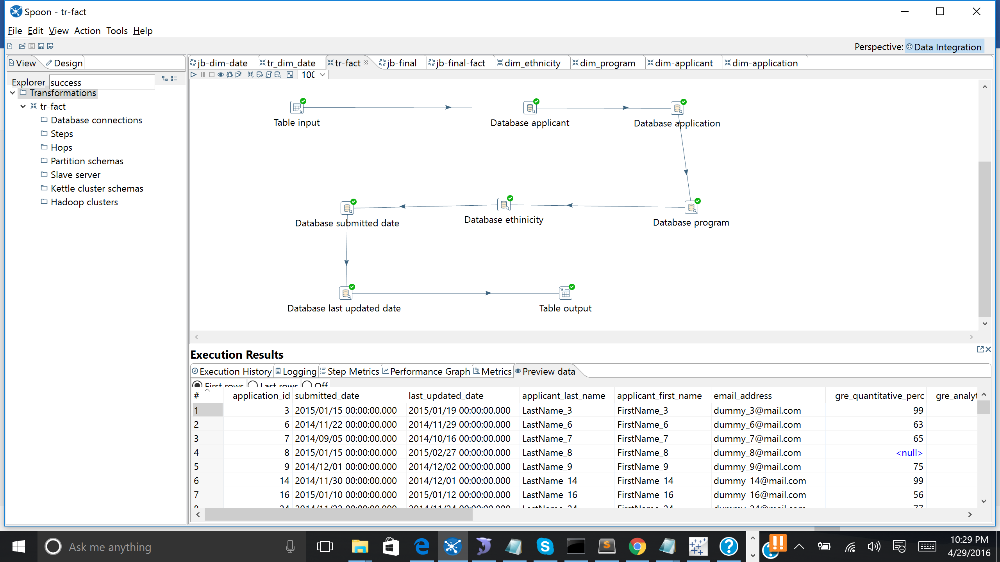 Spoon - tr-fact
File Edit View Action Tools Help
Perspective: Data Integration
View Design
jb-dim-date tr_dim_date tr-fact jb-final jb-final-fact dim_ethnicity dim_program dim-applicant dim-application
Explorer success
Transformations
tr-fact
Database connections
Steps
Hops
Partition schemas
Slave server
Kettle cluster schemas
Hadoop clusters
Table input
Database applicant
Database application
Database submitted date
Database ethinicity
Database program
Database last updated date
Table output
Execution Results
Execution History Logging Step Metrics Performance Graph Metrics Preview data
First rows Last rows Off
# application_id submitted_date last_updated_date applicant_last_name applicant_first_name email_address gre_quantitative_perc gre_analyt
1 3 2015/01/15 00:00:00.000 2015/01/19 00:00:00.000 LastName_3 FirstName_3 dummy_3@mail.com 99
2 6 2014/11/22 00:00:00.000 2014/11/29 00:00:00.000 LastName_6 FirstName_6 dummy_6@mail.com 63
3 7 2014/09/05 00:00:00.000 2014/10/16 00:00:00.000 LastName_7 FirstName_7 dummy_7@mail.com 65
4 8 2015/01/15 00:00:00.000 2015/02/27 00:00:00.000 LastName_8 FirstName_8 dummy_8@mail.com <null>
5 9 2014/12/01 00:00:00.000 2014/12/02 00:00:00.000 LastName_9 FirstName_9 dummy_9@mail.com 75
6 14 2014/11/30 00:00:00.000 2014/12/01 00:00:00.000 LastName_14 FirstName_14 dummy_14@mail.com 99
7 16 2015/01/10 00:00:00.000 2015/01/12 00:00:00.000 LastName_16 FirstName_16 dummy_16@mail.com 56
Ask me anything
10:29 PM
4/29/2016